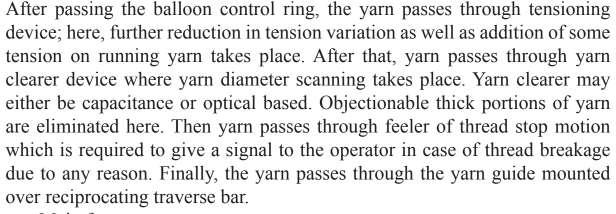 After passing the balloon control ring, the yarn passes through tensioning
device; here, further reduction in tension variation as well as addition of some
tension on running yarn takes place. After that, yarn passes through yarn
clearer device where yarn diameter scanning takes place. Yarn clearer may
either be capacitance or optical based. Objectionable thick portions of yarn
are eliminated here. Then yarn passes through feeler of thread stop motion
which is required to give a signal to the operator in case of thread breakage
due to any reason. Finally, the yarn passes through the yarn guide mounted
over reciprocating traverse bar.